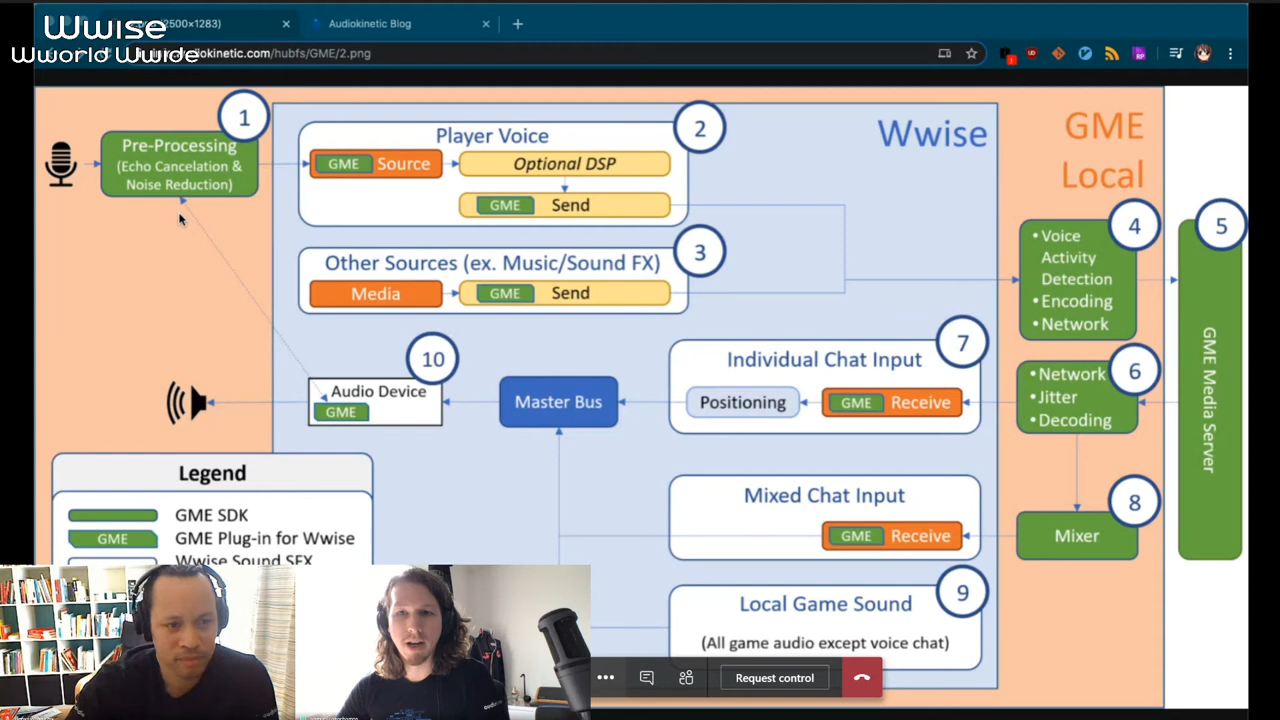 Wwise
Wworld Wwide
(2500×1283)
Audiokinetic Blog
audiokinetic.com/hubfs/GME/2.png
1
Pre-Processing
(Echo Cancelation &
Noise Reduction)
2
Player Voice
GME Source
Optional DSP
GME Send
3
Other Sources (ex. Music/Sound FX)
Media
GME Send
Wwise
GME
Local
4
• Voice
Activity
Detection
• Encoding
• Network
5
GME Media Server
6
• Network
• Jitter
• Decoding
7
Individual Chat Input
Positioning
GME Receive
Master Bus
10
Audio Device
GME
8
Mixer
Mixed Chat Input
GME Receive
9
Local Game Sound
(All game audio except voice chat)
Legend
GME SDK
GME GME Plug-in for Wwise
Wwise Sound SFX
Request control